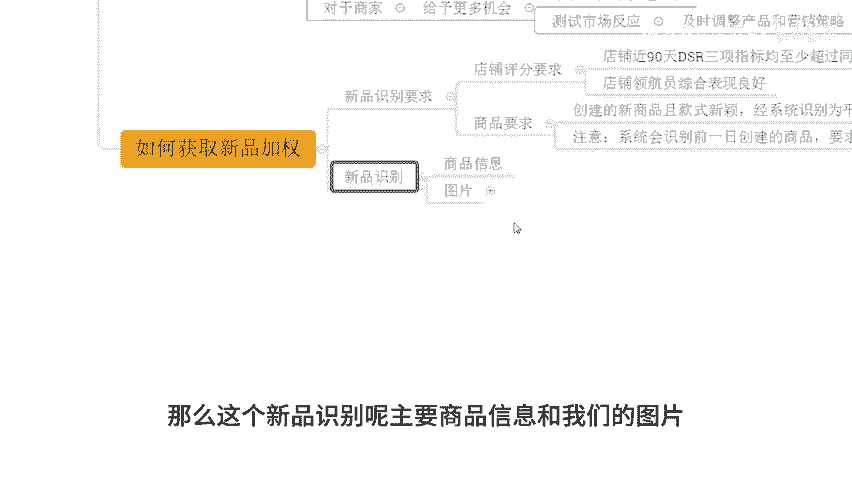 对于商家
给予更多机会
测试市场反应
及时调整产品和营销策略
店铺评分要求
店铺近90天DSR三项指标均至少超过同
店铺领航员综合表现良好
新品识别要求
商品要求
创建的新商品且款式新颖，经系统识别为平
注意：系统会识别前一日创建的商品，要求
如何获取新品加权
新品识别
商品信息
图片
那么这个新品识别呢主要商品信息和我们的图片